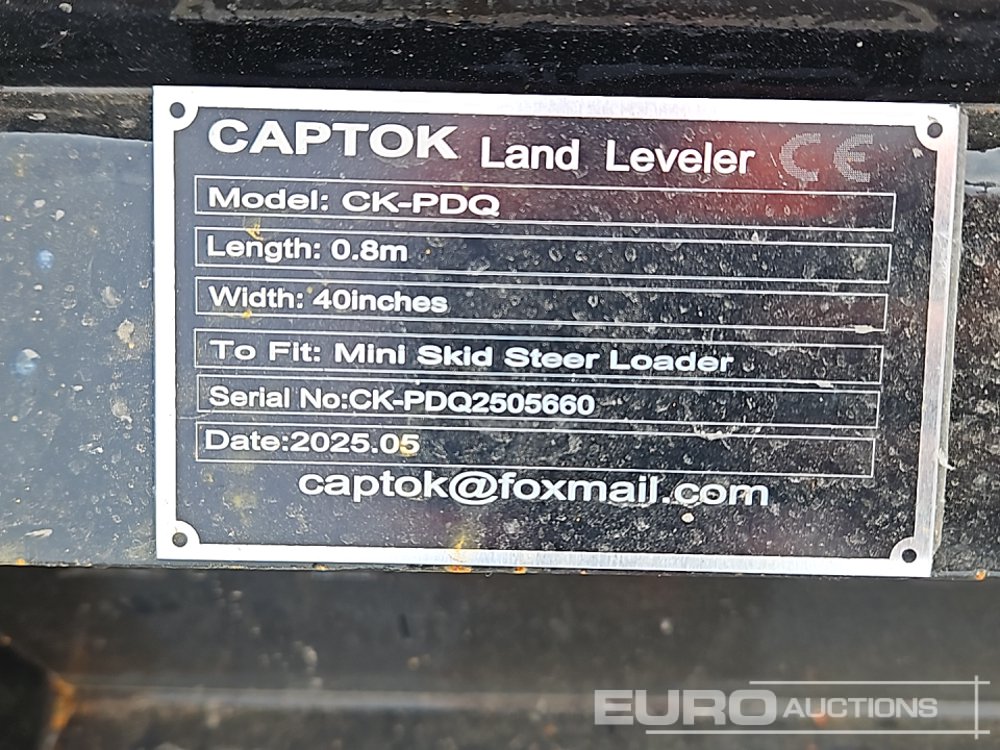 CAPTOK Land Leveler CE
Model: CK-PDQ
Length: 0.8m
Width: 40inches
To Fit: Mini Skid Steer Loader
Serial No:CK-PDQ2505660
Date:2025.05
captok@foxmail.com
EURO AUCTIONS